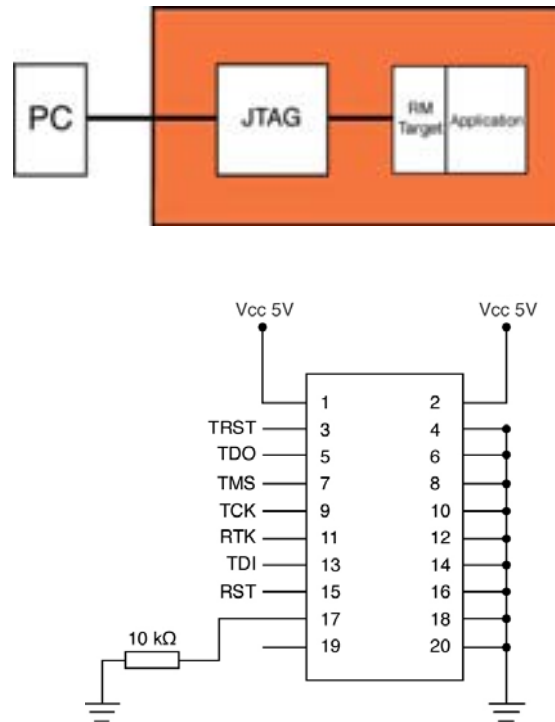 PC
JTAG
RM
Target
Application
Vcc 5V Vcc 5V
1 2
TRST 3 4
TDO 5 6
TMS 7 8
TCK 9 10
RTK 11 12
TDI 13 14
RST 15 16
17 18
10 kΩ
19 20